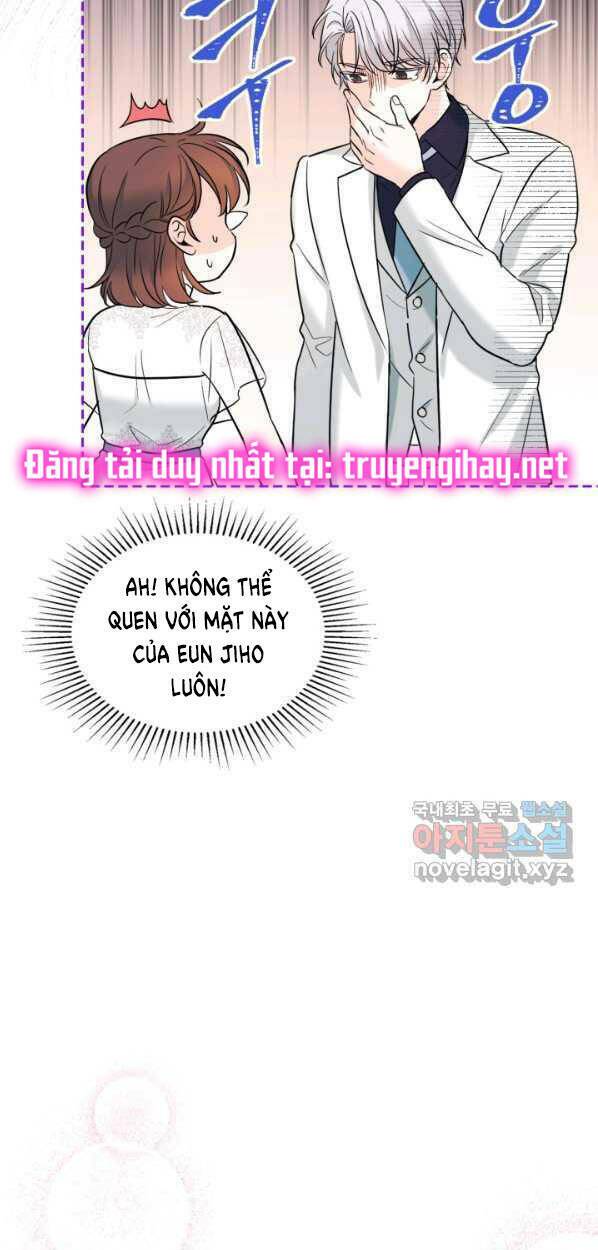 Đăng tải duy nhất tại: truyengihay.net
AH! KHÔNG THỂ
QUEN VỚI MẶT NÀY
CỦA EUN JIHO
LUÔN!
국내최초 무료 웹소설
아지툰소설
novelagit.xyz